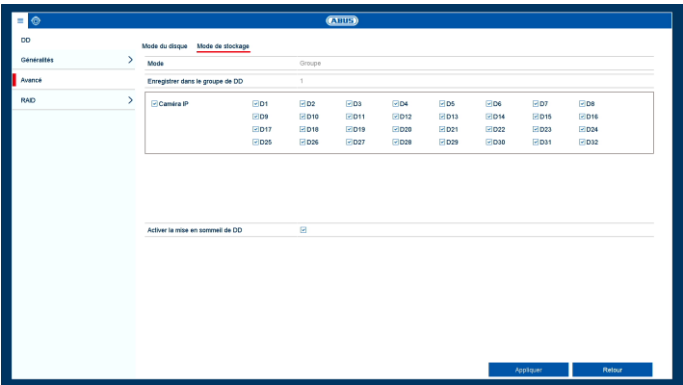 ABUS
DD
Généralités
Avancé
RAID
Mode du disque Mode de stockage
Mode Groupe
Enregistrer dans le groupe de DD 1
Caméra IP D1 D2 D3 D4 D5 D6 D7 D8
D9 D10 D11 D12 D13 D14 D15 D16
D17 D18 D19 D20 D21 D22 D23 D24
D25 D26 D27 D28 D29 D30 D31 D32
Activer la mise en sommeil de DD
Appliquer Retour